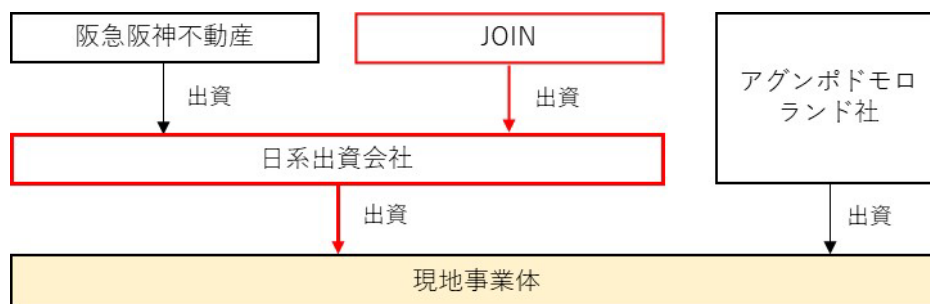 阪急阪神不動産
JOIN
アグンポドモロ
ランド社
出資
出資
日系出資会社
出資
出資
現地事業体